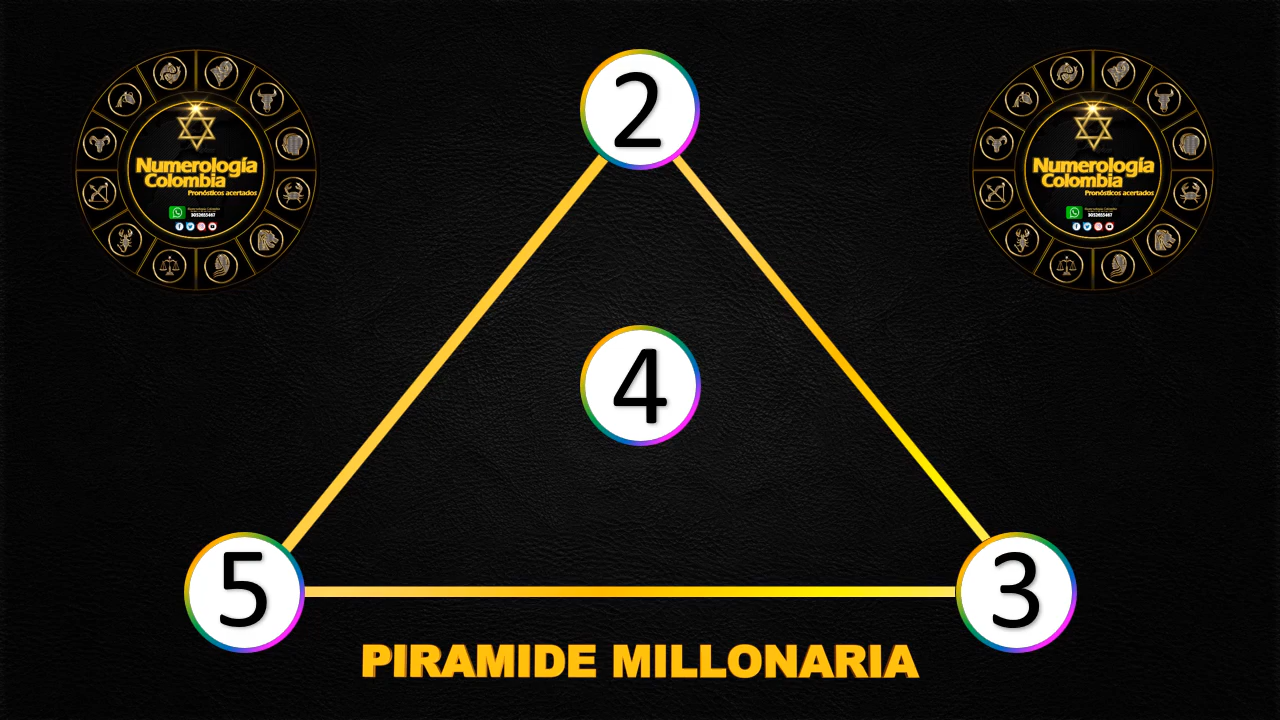 2
Numerología
Colombia
Pronósticos acertados
Numerología
Colombia
Pronósticos acertados
4
5
3
PIRAMIDE MILLONARIA